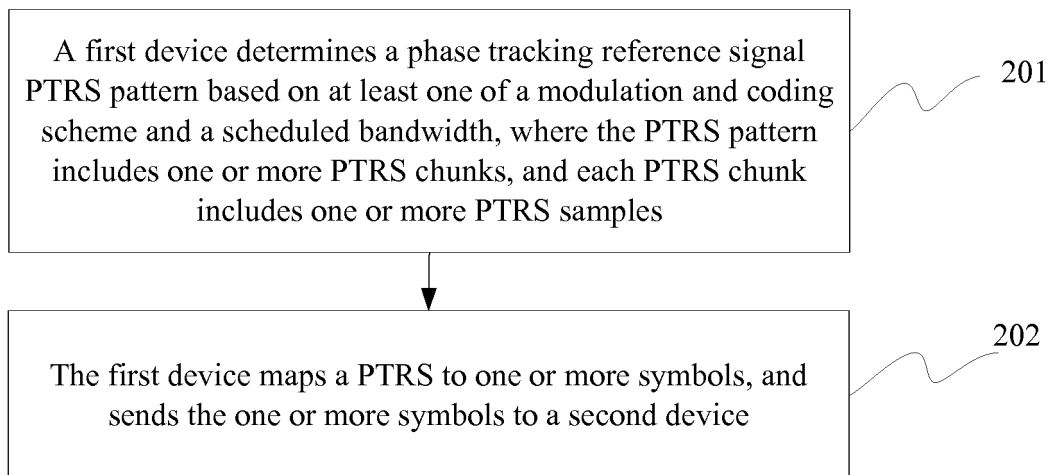 A first device determines a phase tracking reference signal
PTRS pattern based on at least one of a modulation and coding
scheme and a scheduled bandwidth, where the PTRS pattern
includes one or more PTRS chunks, and each PTRS chunk
includes one or more PTRS samples
201
The first device maps a PTRS to one or more symbols, and
sends the one or more symbols to a second device
202